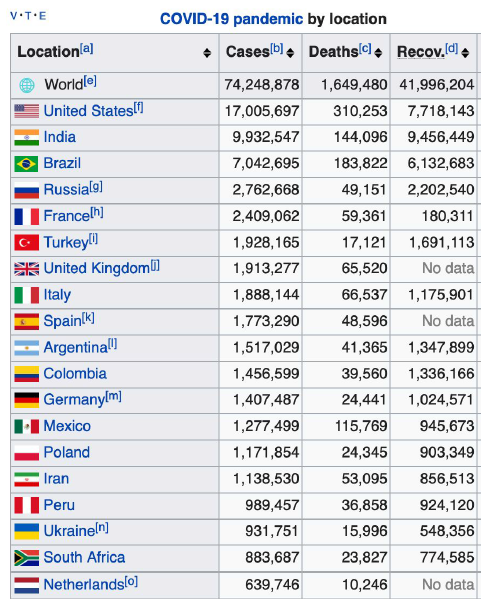 V·T·E COVID-19 pandemic by location
Location[a] Cases[b] Deaths[c] Recov.[d]
World[e] 74,248,878 1,649,480 41,996,204
United States[f] 17,005,697 310,253 7,718,143
India 9,932,547 144,096 9,456,449
Brazil 7,042,695 183,822 6,132,683
Russia[g] 2,762,668 49,151 2,202,540
France[h] 2,409,062 59,361 180,311
Turkey[i] 1,928,165 17,121 1,691,113
United Kingdom[j] 1,913,277 65,520 No data
Italy 1,888,144 66,537 1,175,901
Spain[k] 1,773,290 48,596 No data
Argentina[l] 1,517,029 41,365 1,347,899
Colombia 1,456,599 39,560 1,336,166
Germany[m] 1,407,487 24,441 1,024,571
Mexico 1,277,499 115,769 945,673
Poland 1,171,854 24,345 903,349
Iran 1,138,530 53,095 856,513
Peru 989,457 36,858 924,120
Ukraine[n] 931,751 15,996 548,356
South Africa 883,687 23,827 774,585
Netherlands[o] 639,746 10,246 No data